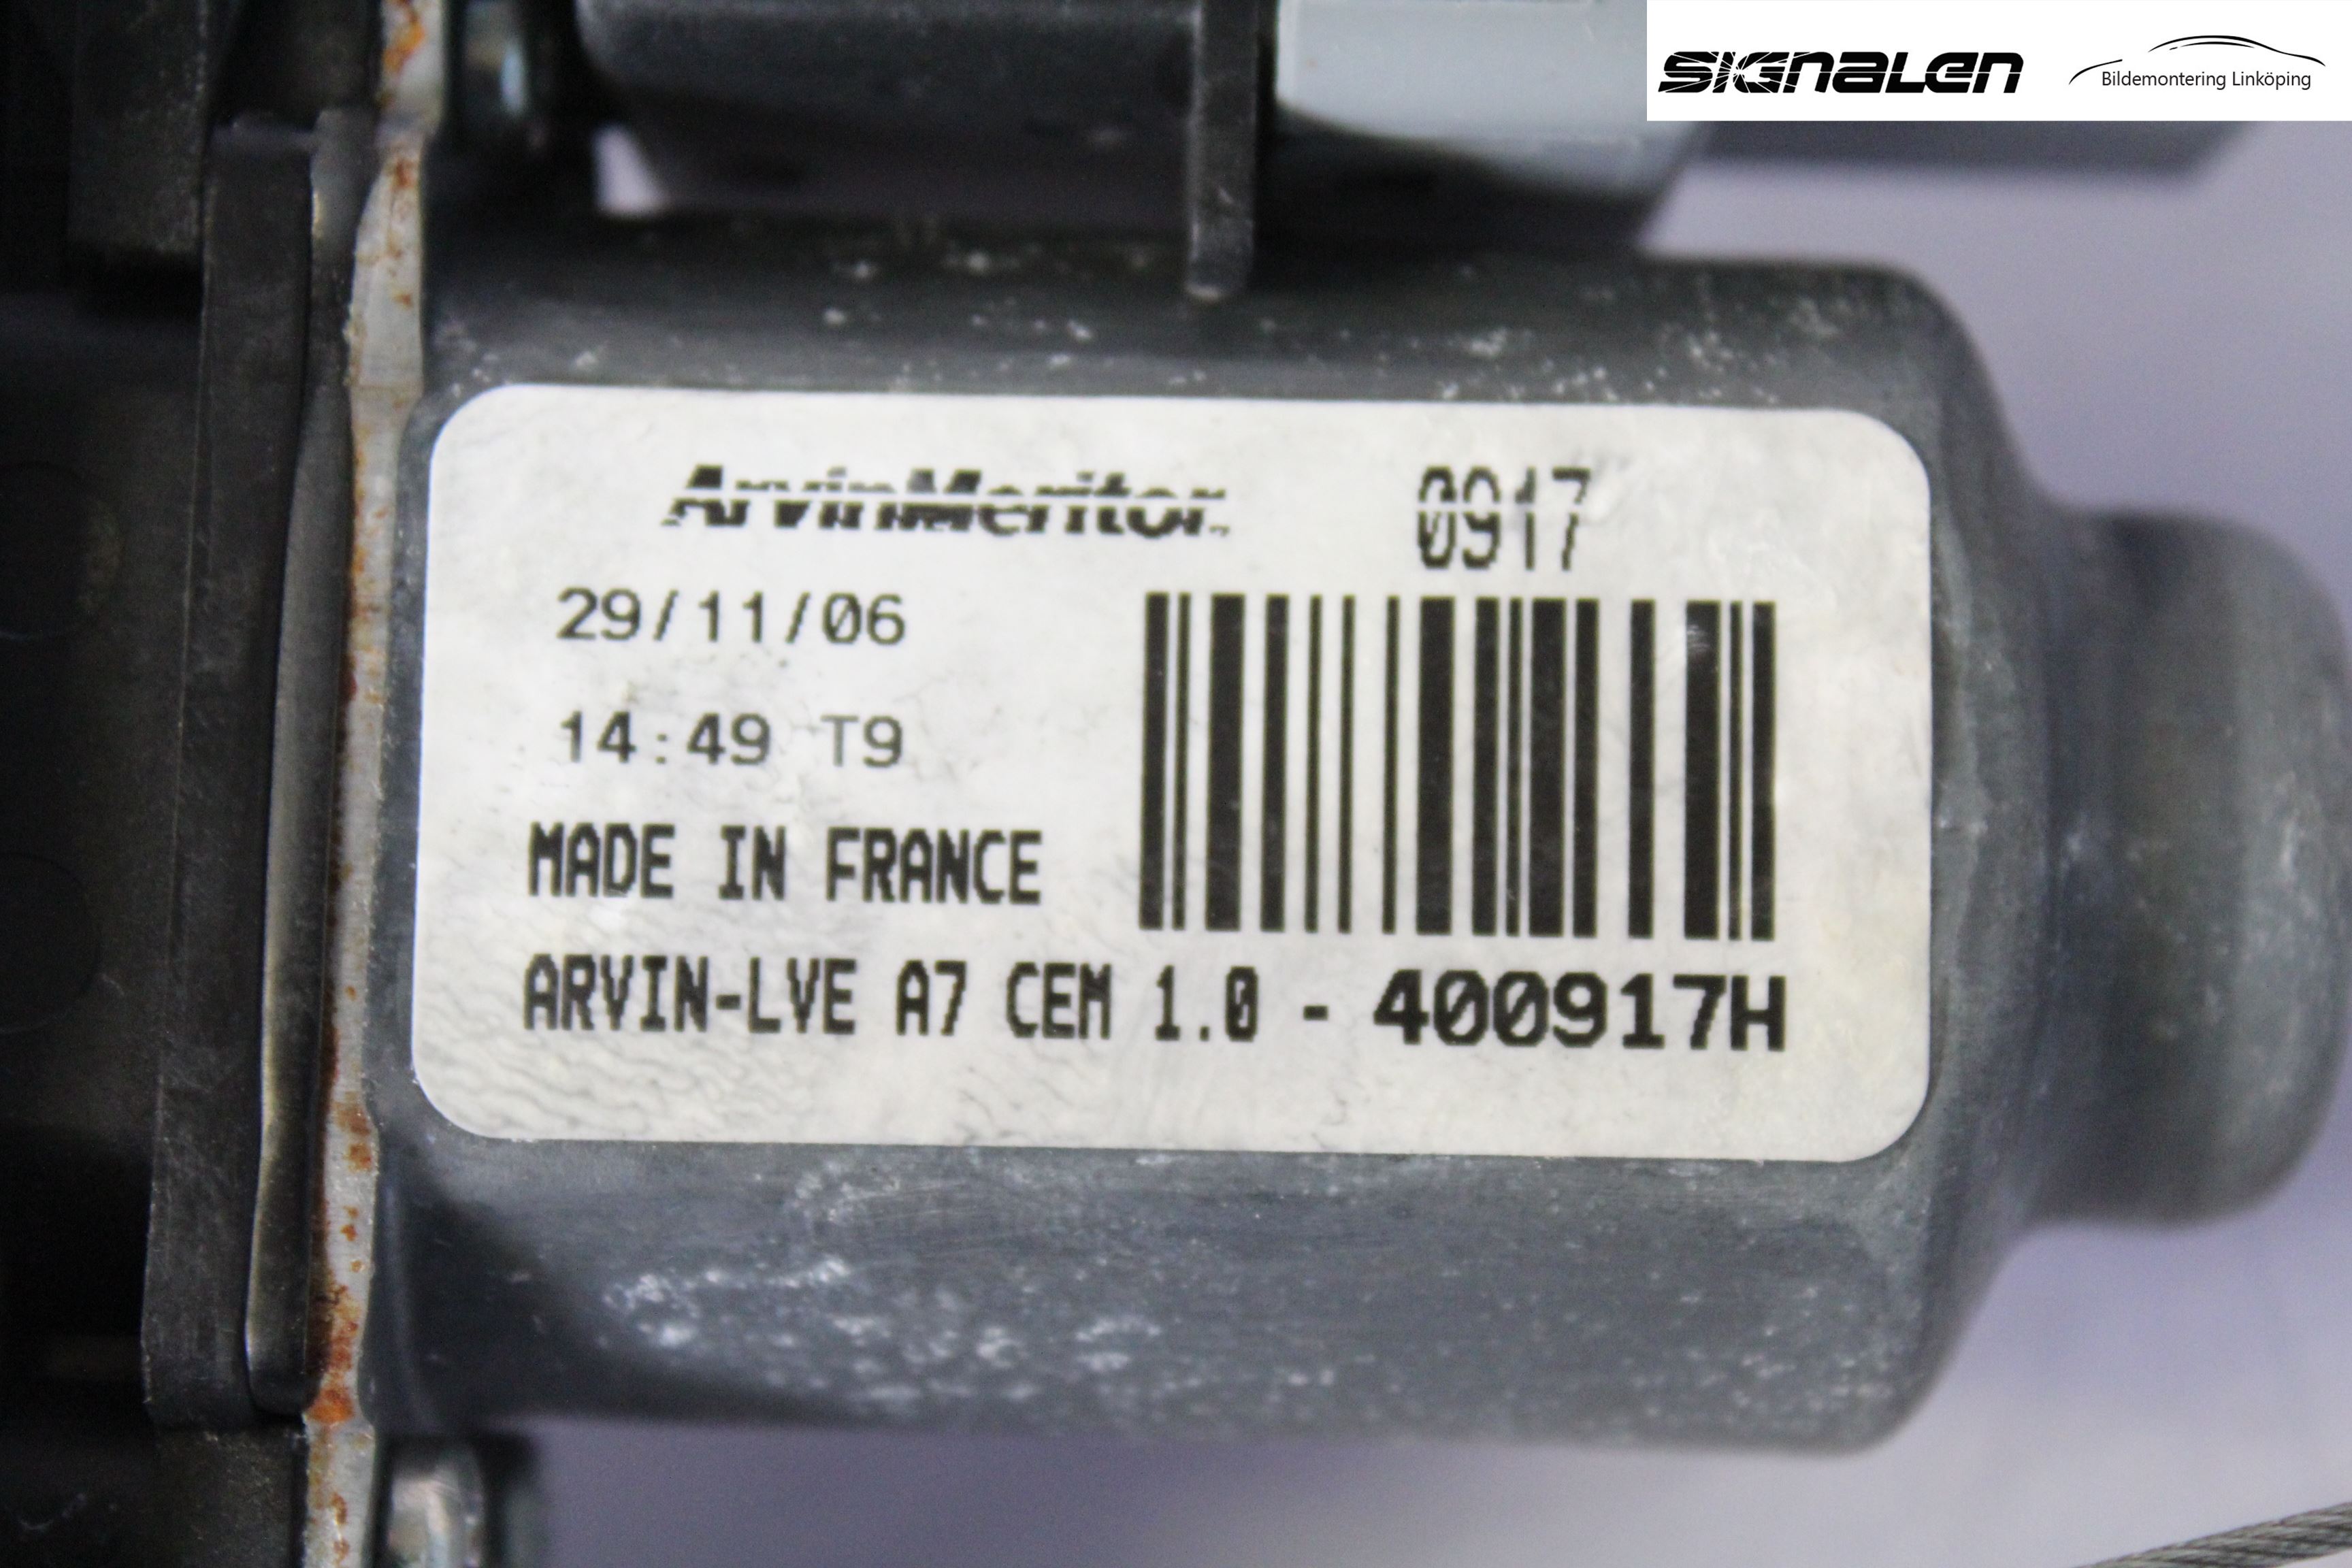 SIGNALEN
Bildemontering Linköping
ArvinMeritor
0917
29/11/06
14:49 T9
MADE IN FRANCE
ARVIN-LVE A7 CEM 1.0 - 400917H